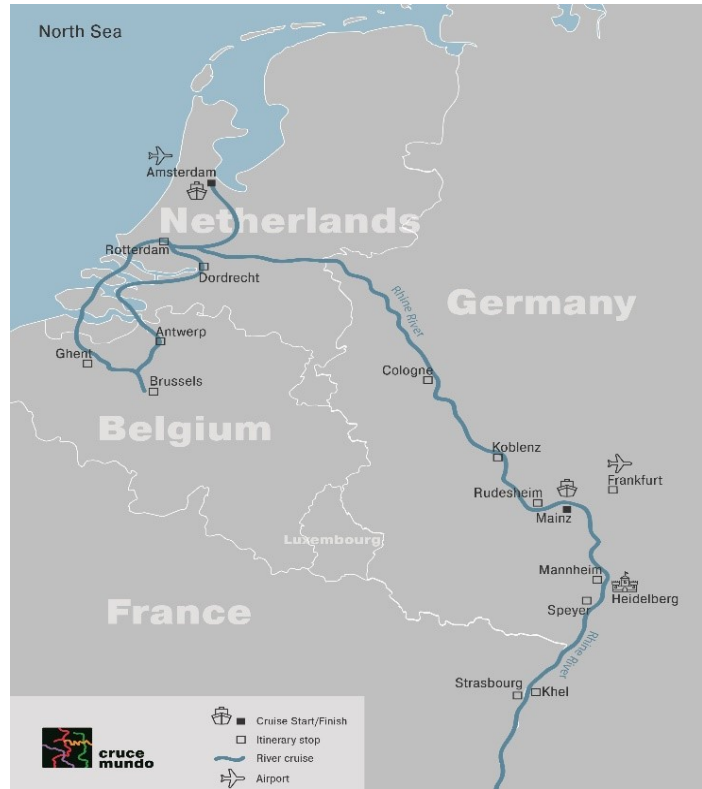 North Sea
Amsterdam
Netherlands
Rotterdam
Dordrecht
Rhine River
Germany
Antwerp
Ghent
Cologne
Brussels
Belgium
Koblenz
Frankfurt
Rudesheim
Mainz
Luxembourg
Mannheim
Heidelberg
Speyer
France
Rhine River
Strasbourg
Khel
cruce
mundo
Cruise Start/Finish
Itinerary stop
River cruise
Airport